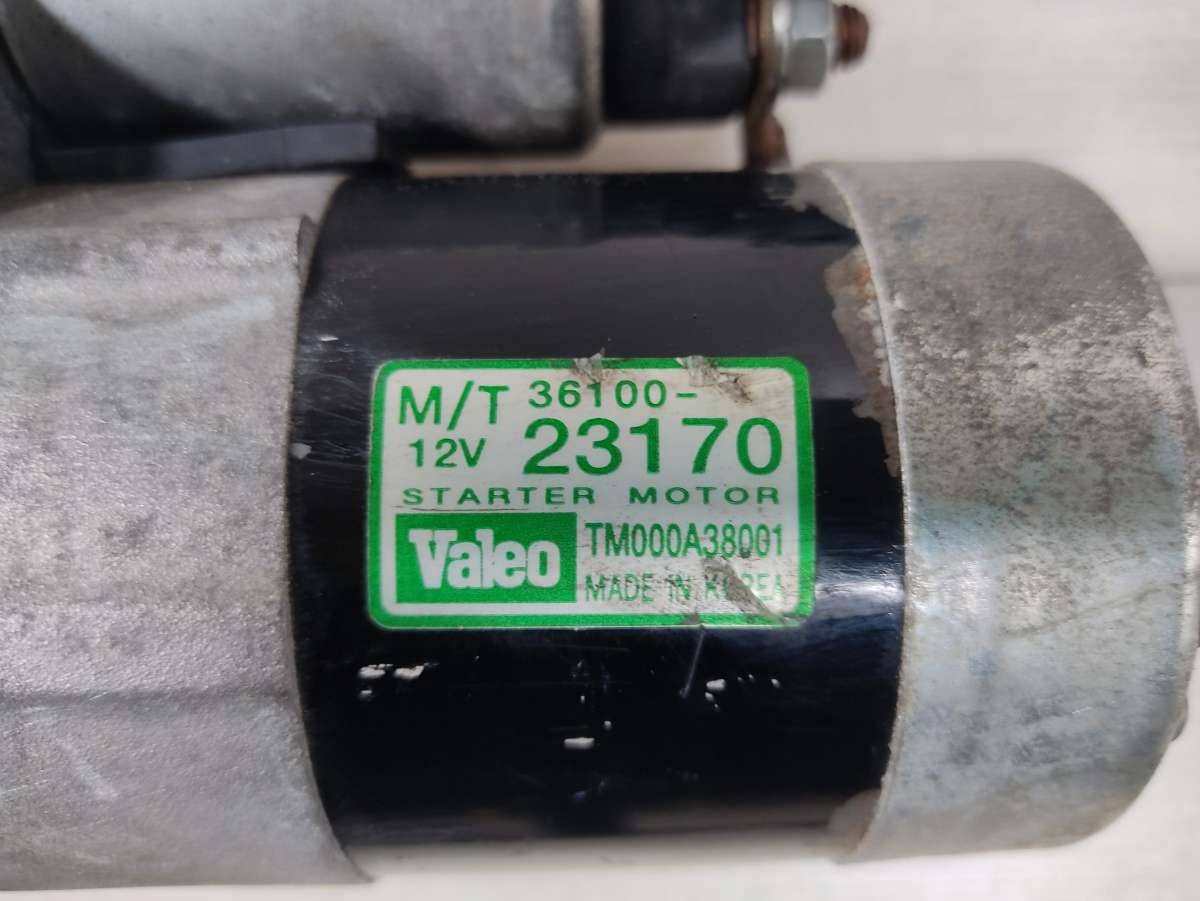 M/T 36100-
12V 23170
STARTER MOTOR
Valeo TM000A38001
MADE IN KOREA